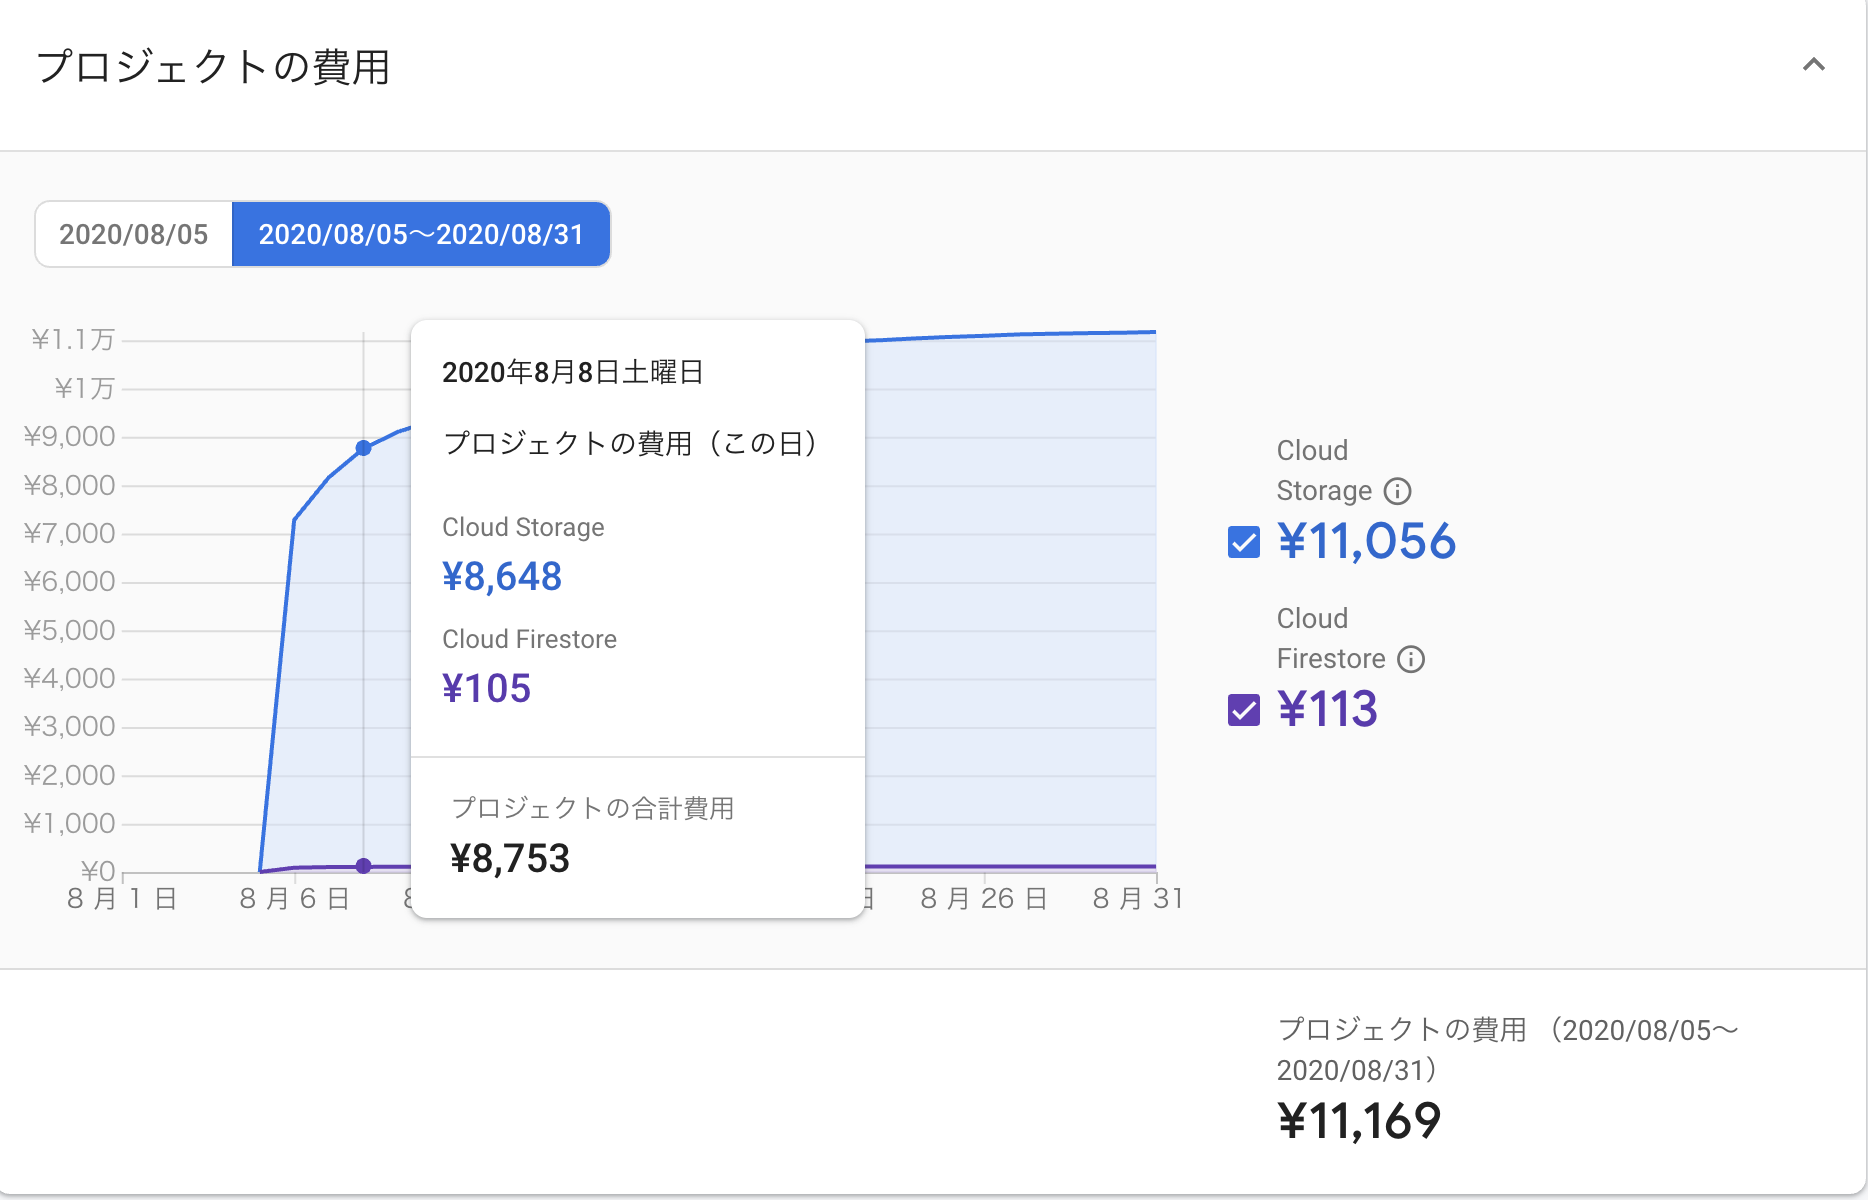 プロジェクトの費用
2020/08/05
2020/08/05〜2020/08/31
¥1.1万
¥1万
¥9,000
¥8,000
¥7,000
¥6,000
¥5,000
¥4,000
¥3,000
¥2,000
¥1,000
¥0
8月1日
8月6日
8月26日
8月31
2020年8月8日土曜日
プロジェクトの費用（この日）
Cloud Storage
¥8,648
Cloud Firestore
¥105
プロジェクトの合計費用
¥8,753
Cloud
Storage
¥11,056
Cloud
Firestore
¥113
プロジェクトの費用 （2020/08/05〜
2020/08/31）
¥11,169